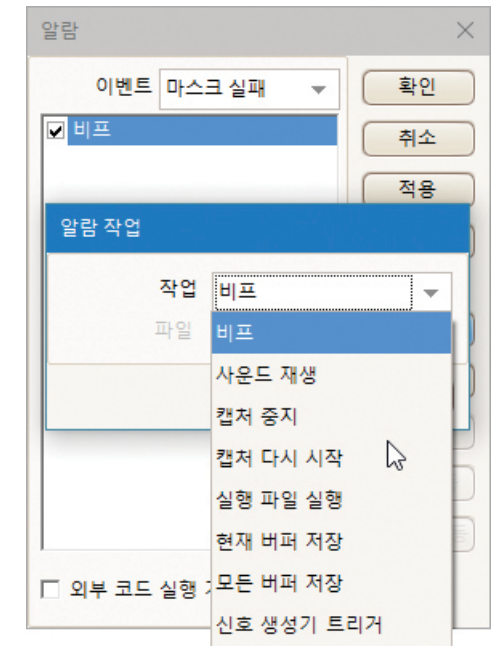 알람
이벤트 마스크 실패
확인
비프
취소
적용
알람 작업
작업 비프
파일
비프
사운드 재생
캡처 중지
캡처 다시 시작
실행 파일 실행
현재 버퍼 저장
모든 버퍼 저장
외부 코드 실행
신호 생성기 트리거